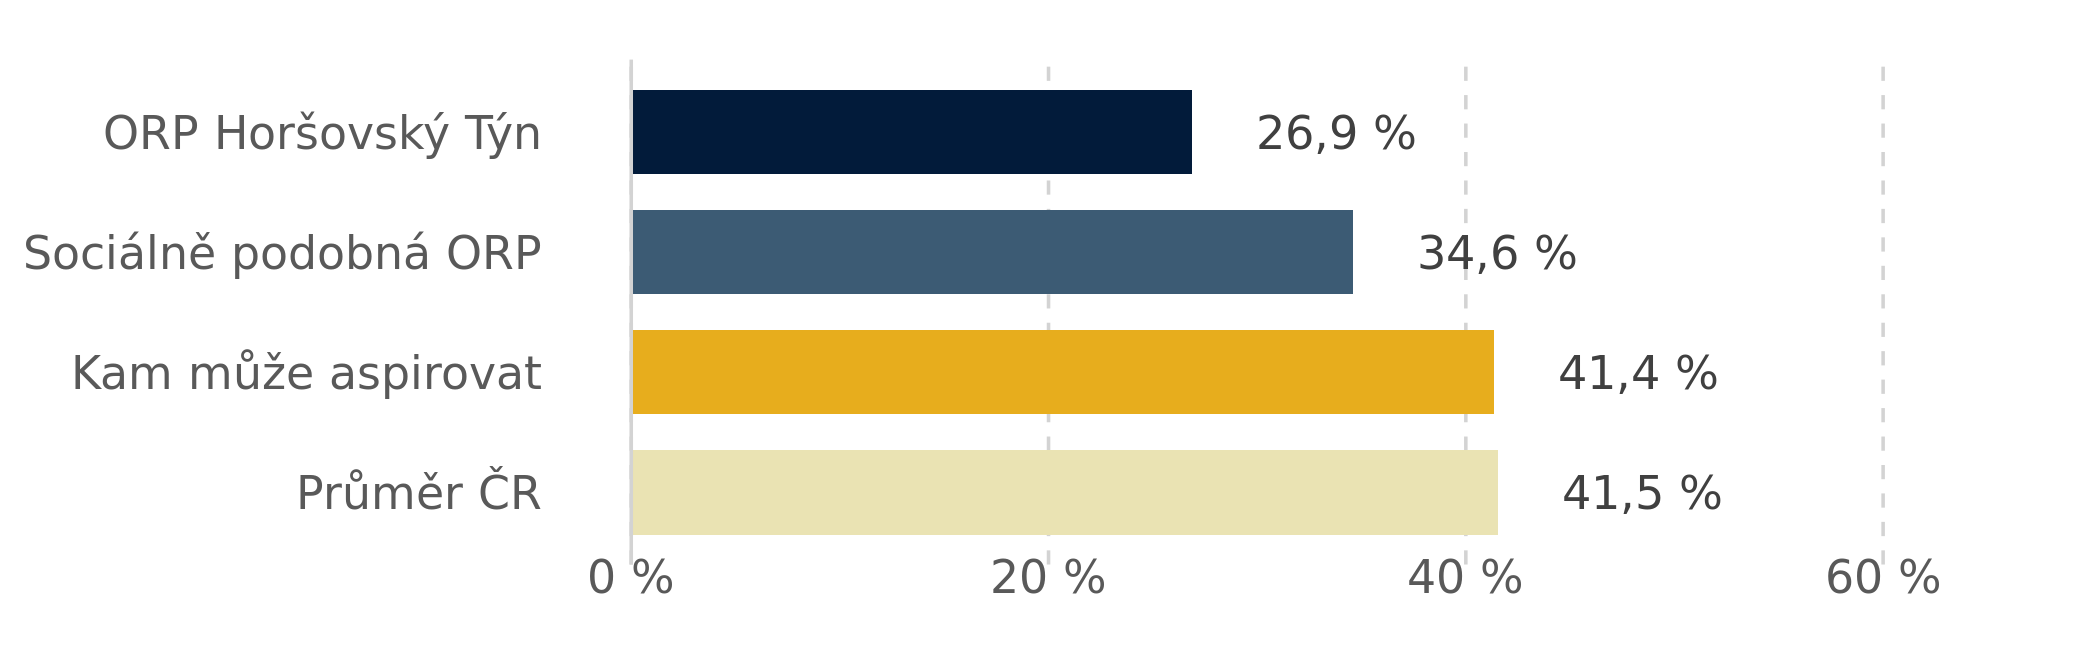 ORP Horšovský Týn 26,9 %
Sociálně podobná ORP 34,6 %
Kam může aspirovat 41,4 %
Průměr ČR 41,5 %
0 % 20 % 40 % 60 %